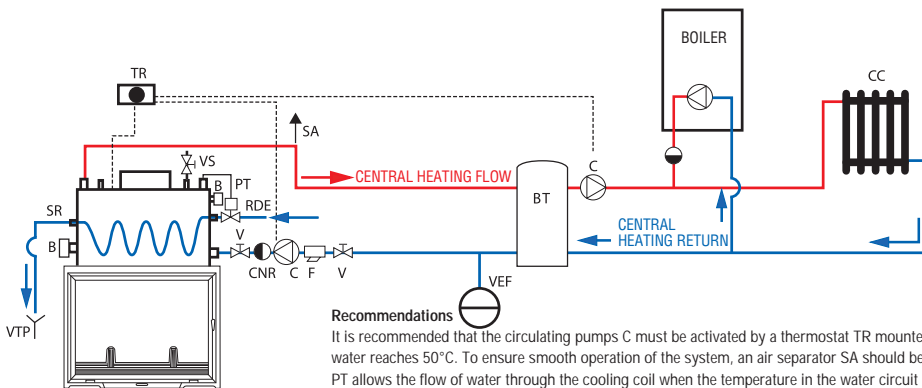 BOILER
TR
CC
SA
VS
C
CENTRAL HEATING FLOW
B
PT
BT
SR
RDE
CENTRAL
HEATING RETURN
V
B
CNR
C
F
V
VEF
VTP
Recommendations
It is recommended that the circulating pumps C must be activated by a thermostat TR mounte
water reaches 50°C. To ensure smooth operation of the system, an air separator SA should be
PT allows the flow of water through the cooling coil when the temperature in the water circuit